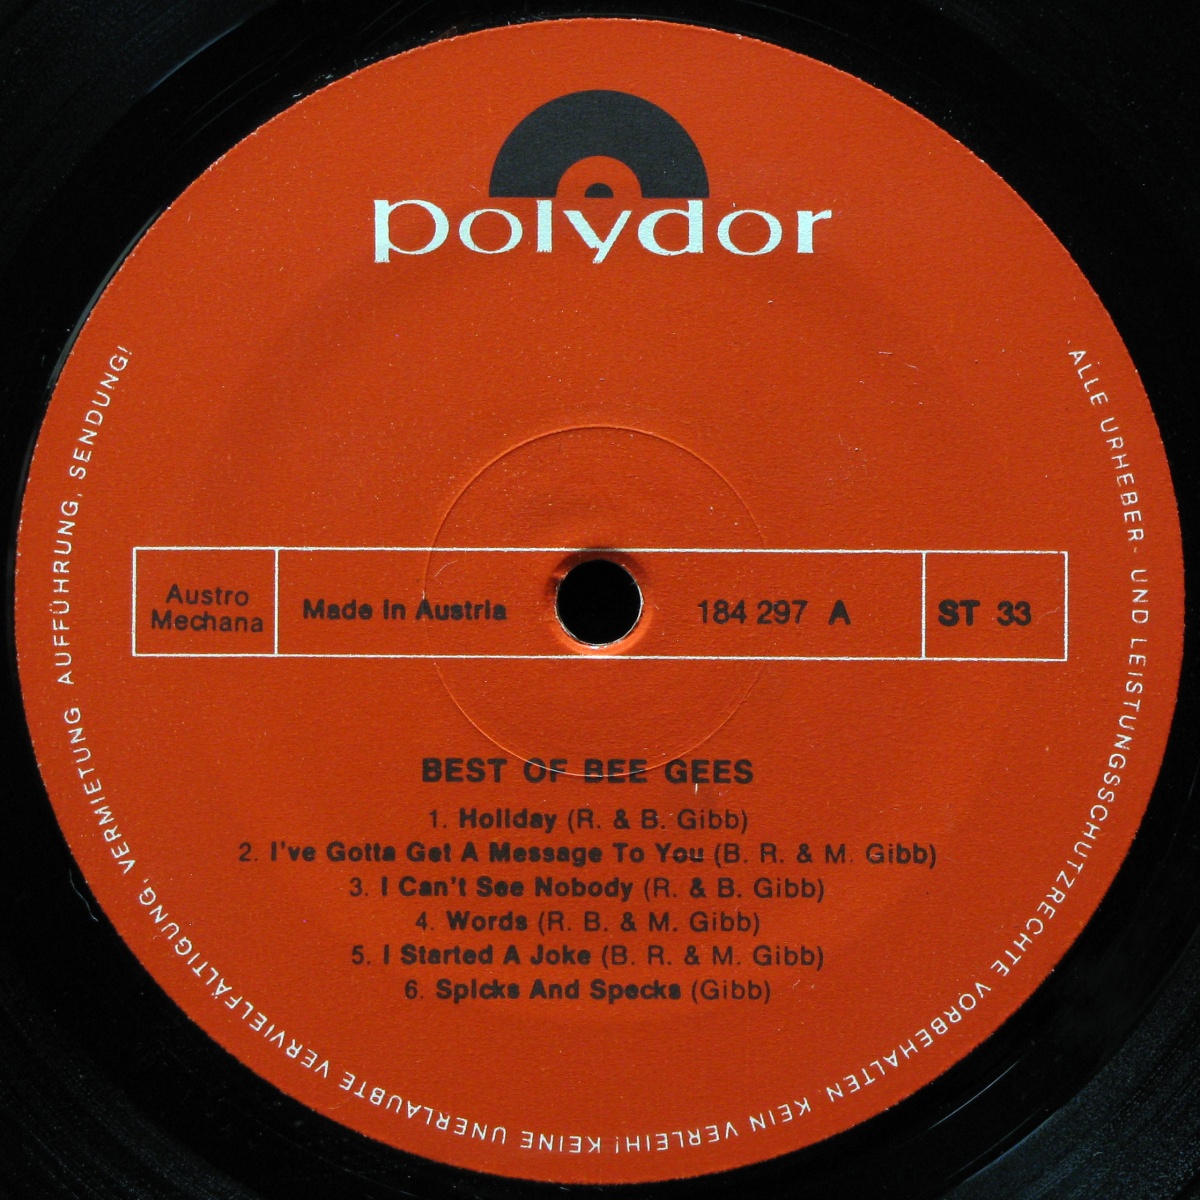 polydor
Austro
Mechana
Made in Austria
184 297 A
ST 33
BEST OF BEE GEES
1. Holiday (R. & B. Gibb)
2. I've Gotta Get A Message To You (B. R. & M. Gibb)
3. I Can't See Nobody (R. & B. Gibb)
4. Words (R. B. & M. Gibb)
5. I Started A Joke (B. R. & M. Gibb)
6. Spicks And Specks (Gibb)
ALLE URHEBER- UND LEISTUNGSSCHUTZRECHTE VORBEHALTEN. KEIN VERLEIH! KEINE UNERLAUBTE VERVIELFÄLTIGUNG, VERMIETUNG, AUFFÜHRUNG, SENDUNG!